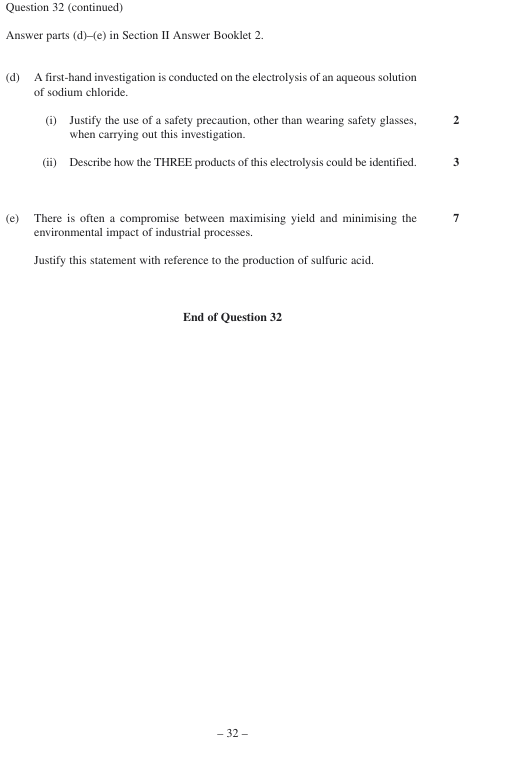 Question 32 (continued)
Answer parts (d)–(e) in Section II Answer Booklet 2.
(d) A first-hand investigation is conducted on the electrolysis of an aqueous solution
of sodium chloride.
(i) Justify the use of a safety precaution, other than wearing safety glasses, 2
when carrying out this investigation.
(ii) Describe how the THREE products of this electrolysis could be identified. 3
(e) There is often a compromise between maximising yield and minimising the 7
environmental impact of industrial processes.
Justify this statement with reference to the production of sulfuric acid.
End of Question 32
– 32 –